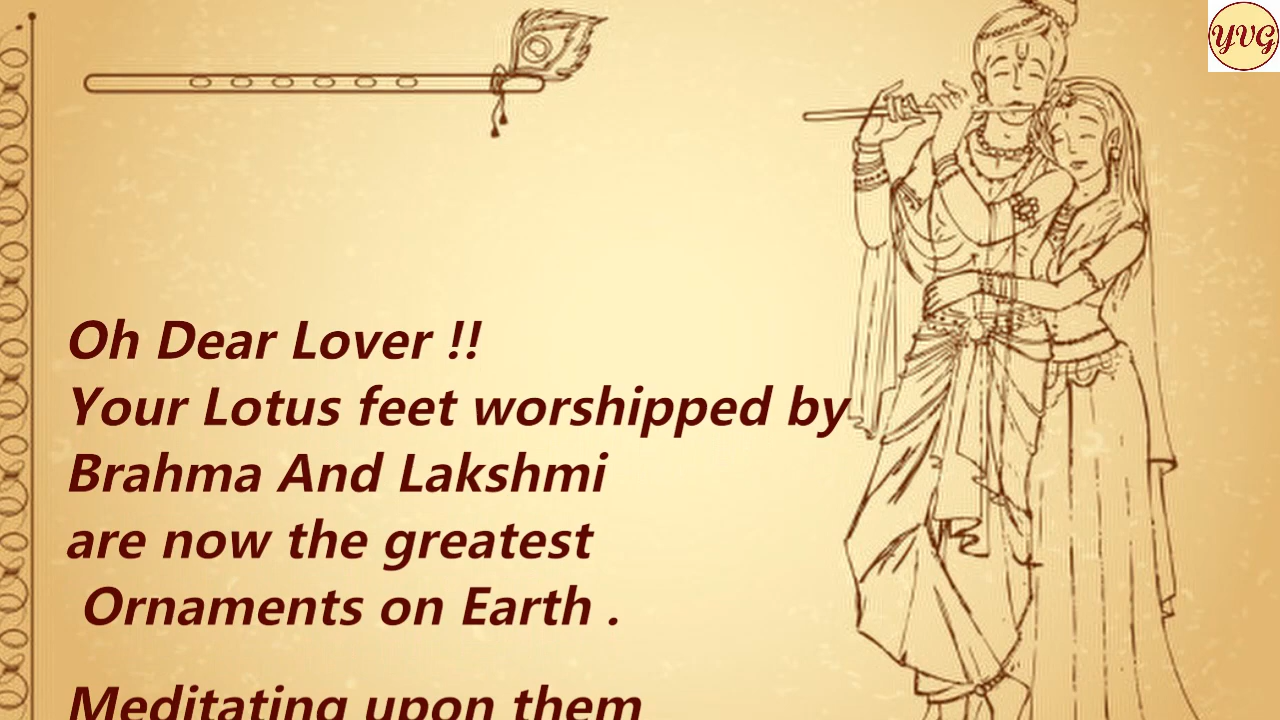 YVG
Oh Dear Lover !!
Your Lotus feet worshipped by
Brahma And Lakshmi
are now the greatest
Ornaments on Earth .
Meditating upon them